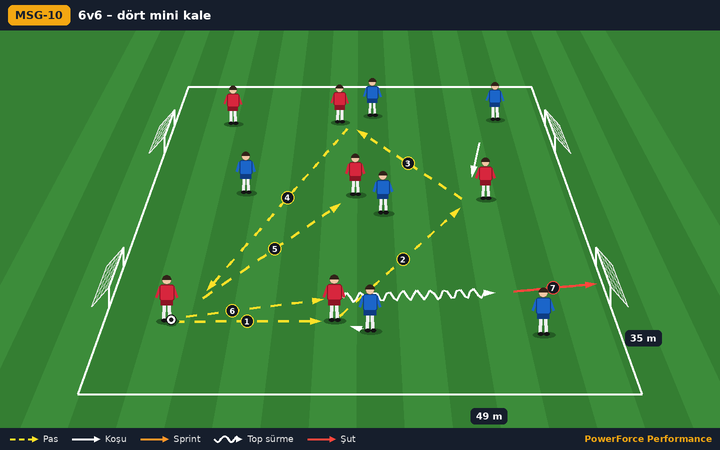 MSG-10 6v6 – dört mini kale
3
4
5
2
7
6
1
35 m
49 m
Pas Koşu Sprint Top sürme Şut PowerForce Performance